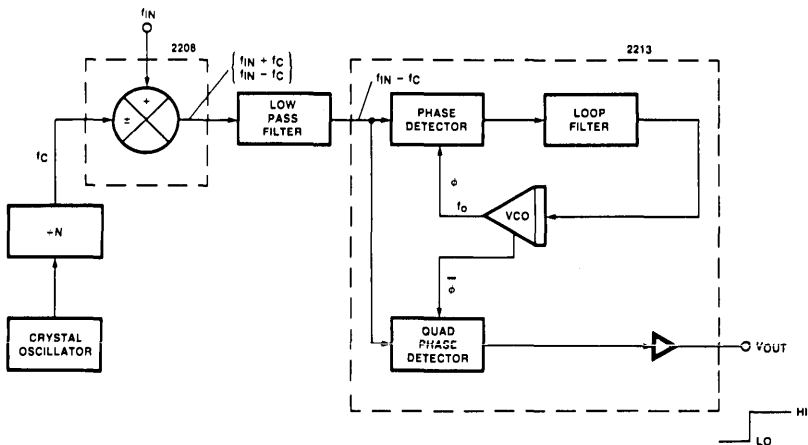 fIN
2208
{fIN + fC
fIN − fC}
2213
fIN − fC
+
±
LOW
PASS
FILTER
PHASE
DETECTOR
LOOP
FILTER
fC
ϕ
fo
VCO
÷N
ϕ̅
CRYSTAL
OSCILLATOR
QUAD
PHASE
DETECTOR
VOUT
HI
LO